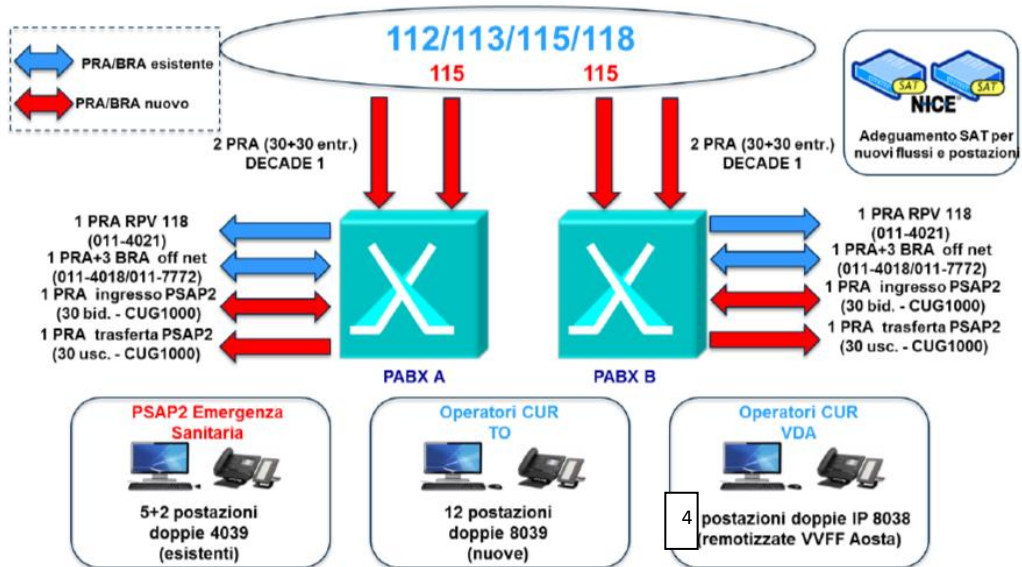 112/113/115/118
115
115
PRA/BRA esistente
PRA/BRA nuovo
SAT
SAT
NICE
Adeguamento SAT per
nuovi flussi e postazioni
2 PRA (30+30 entr.)
DECADE 1
2 PRA (30+30 entr.)
DECADE 1
1 PRA RPV 118
(011-4021)
1 PRA+3 BRA off net
(011-4018/011-7772)
1 PRA ingresso PSAP2
(30 bid. - CUG1000)
1 PRA trasferta PSAP2
(30 usc. - CUG1000)
1 PRA RPV 118
(011-4021)
1 PRA+3 BRA off net
(011-4018/011-7772)
1 PRA ingresso PSAP2
(30 bid. - CUG1000)
1 PRA trasferta PSAP2
(30 usc. - CUG1000)
PABX A
PABX B
PSAP2 Emergenza
Sanitaria
5+2 postazioni
doppie 4039
(esistenti)
Operatori CUR
TO
12 postazioni
doppie 8039
(nuove)
Operatori CUR
VDA
4 postazioni doppie IP 8038
(remotizzate VVFF Aosta)